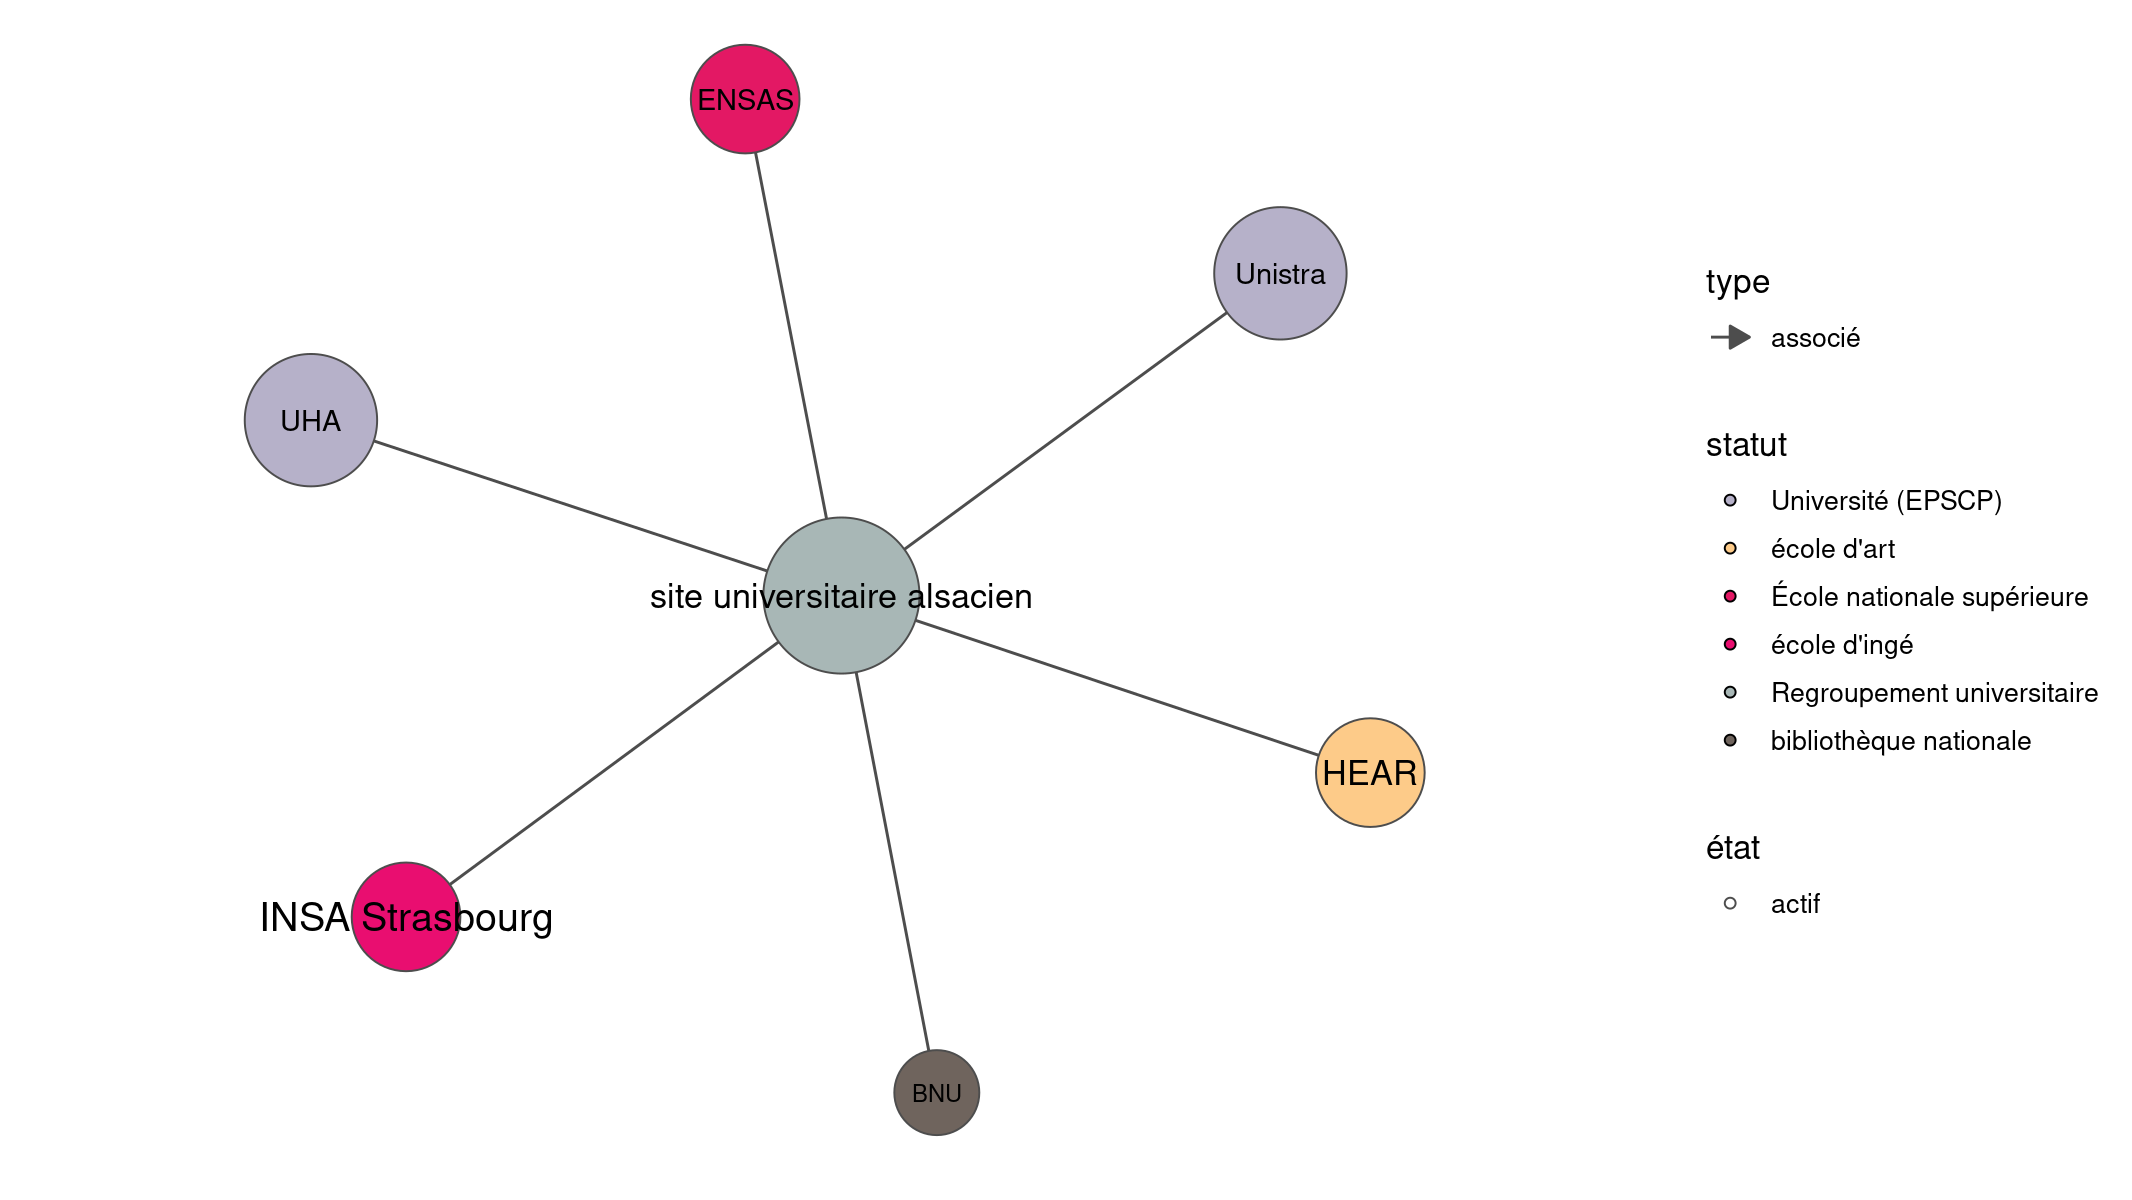 ENSAS
Unistra
UHA
site universitaire alsacien
HEAR
INSA Strasbourg
BNU
type
associé
statut
Université (EPSCP)
école d'art
École nationale supérieure
école d'ingé
Regroupement universitaire
bibliothèque nationale
état
actif